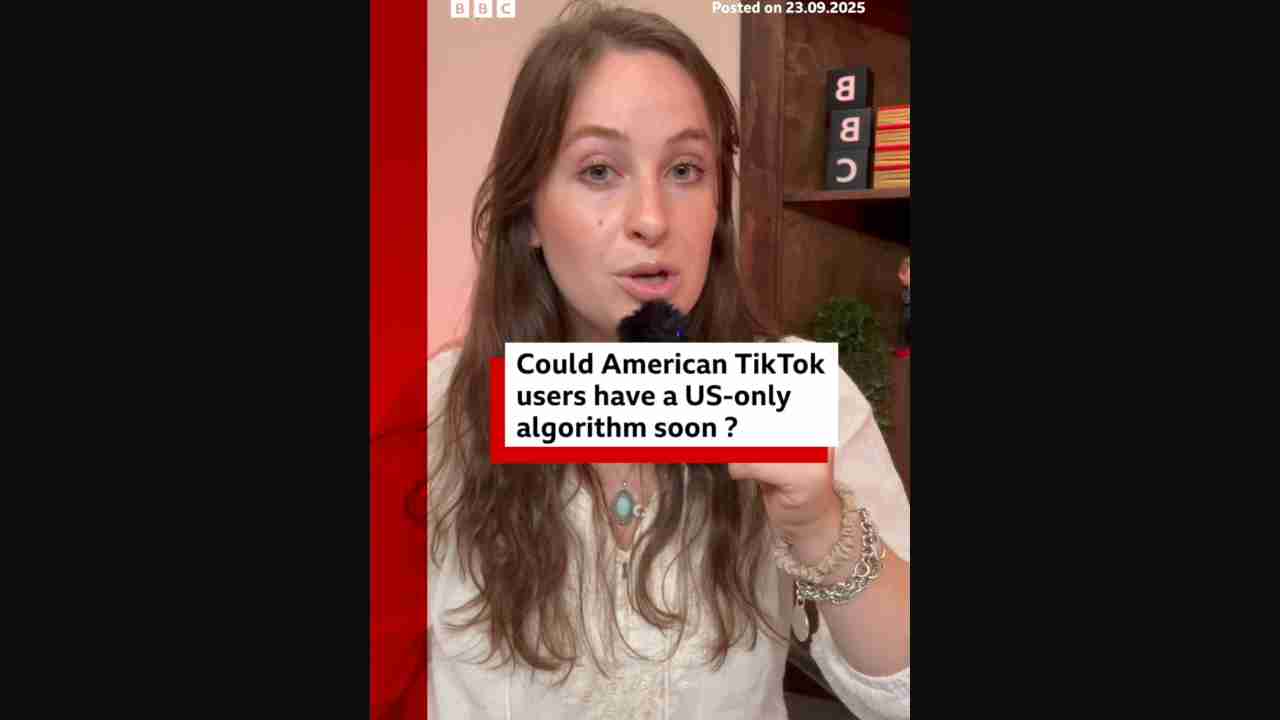 BBC
Posted on 23.09.2025
B
B
C
Could American TikTok
users have a US-only
algorithm soon ?